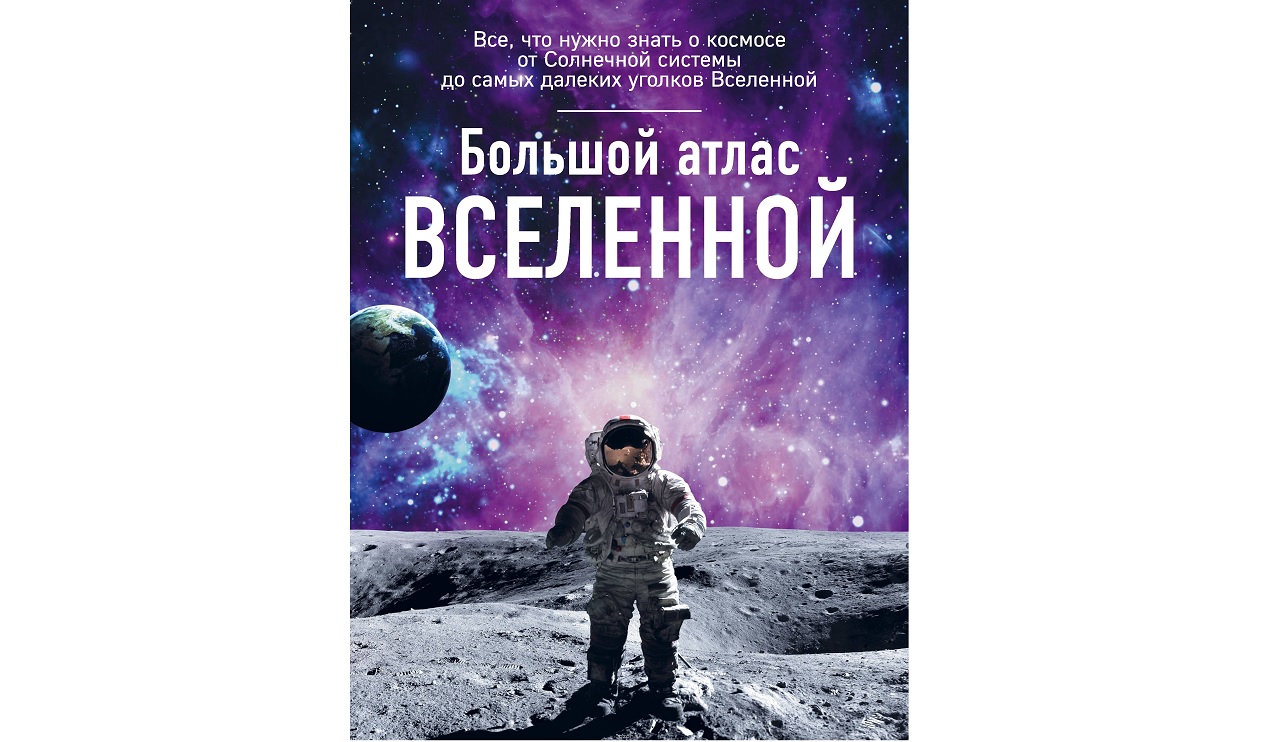 Все, что нужно знать о космосе
от Солнечной системы
до самых далеких уголков Вселенной
Большой атлас
ВСЕЛЕННОЙ